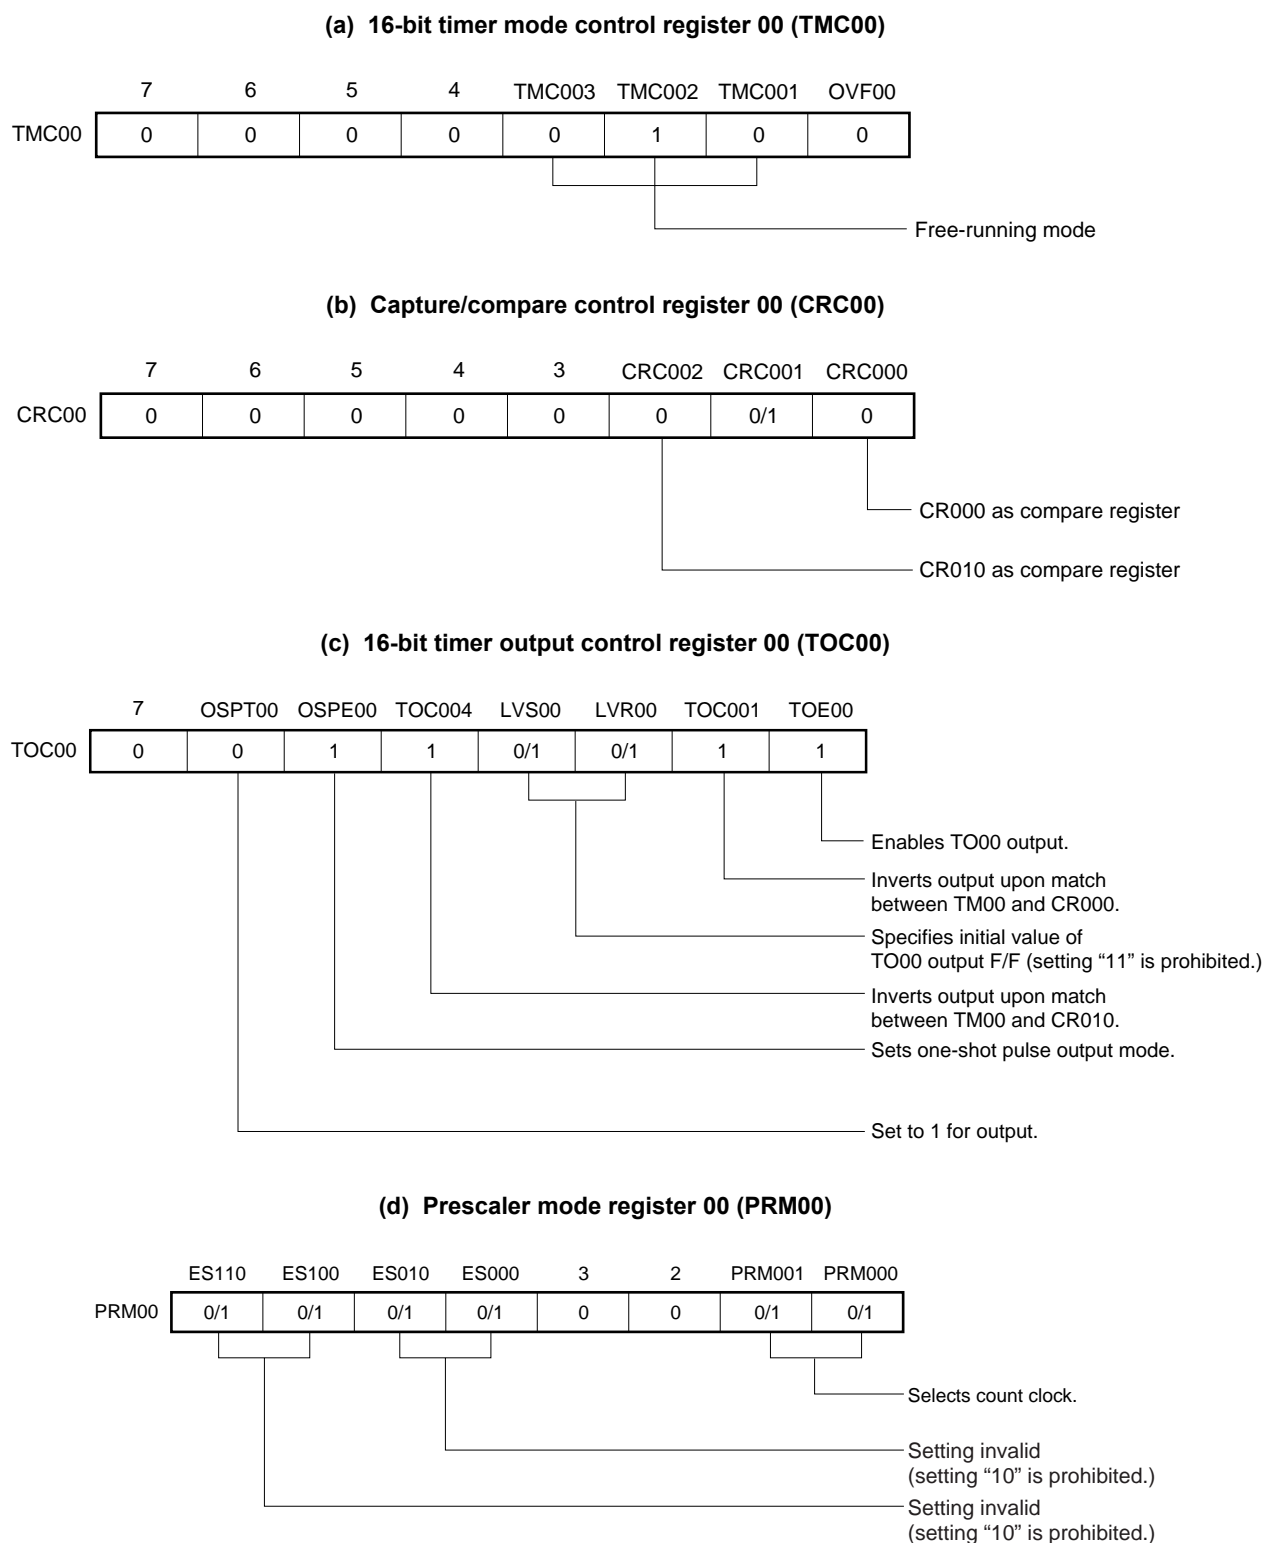 (a) 16-bit timer mode control register 00 (TMC00)
7 6 5 4 TMC003 TMC002 TMC001 OVF00
TMC00 0 0 0 0 0 1 0 0
Free-running mode
(b) Capture/compare control register 00 (CRC00)
7 6 5 4 3 CRC002 CRC001 CRC000
CRC00 0 0 0 0 0 0 0/1 0
CR000 as compare register
CR010 as compare register
(c) 16-bit timer output control register 00 (TOC00)
7 OSPT00 OSPE00 TOC004 LVS00 LVR00 TOC001 TOE00
TOC00 0 0 1 1 0/1 0/1 1 1
Enables TO00 output.
Inverts output upon match
between TM00 and CR000.
Specifies initial value of
TO00 output F/F (setting “11” is prohibited.)
Inverts output upon match
between TM00 and CR010.
Sets one-shot pulse output mode.
Set to 1 for output.
(d) Prescaler mode register 00 (PRM00)
ES110 ES100 ES010 ES000 3 2 PRM001 PRM000
PRM00 0/1 0/1 0/1 0/1 0 0 0/1 0/1
Selects count clock.
Setting invalid
(setting “10” is prohibited.)
Setting invalid
(setting “10” is prohibited.)